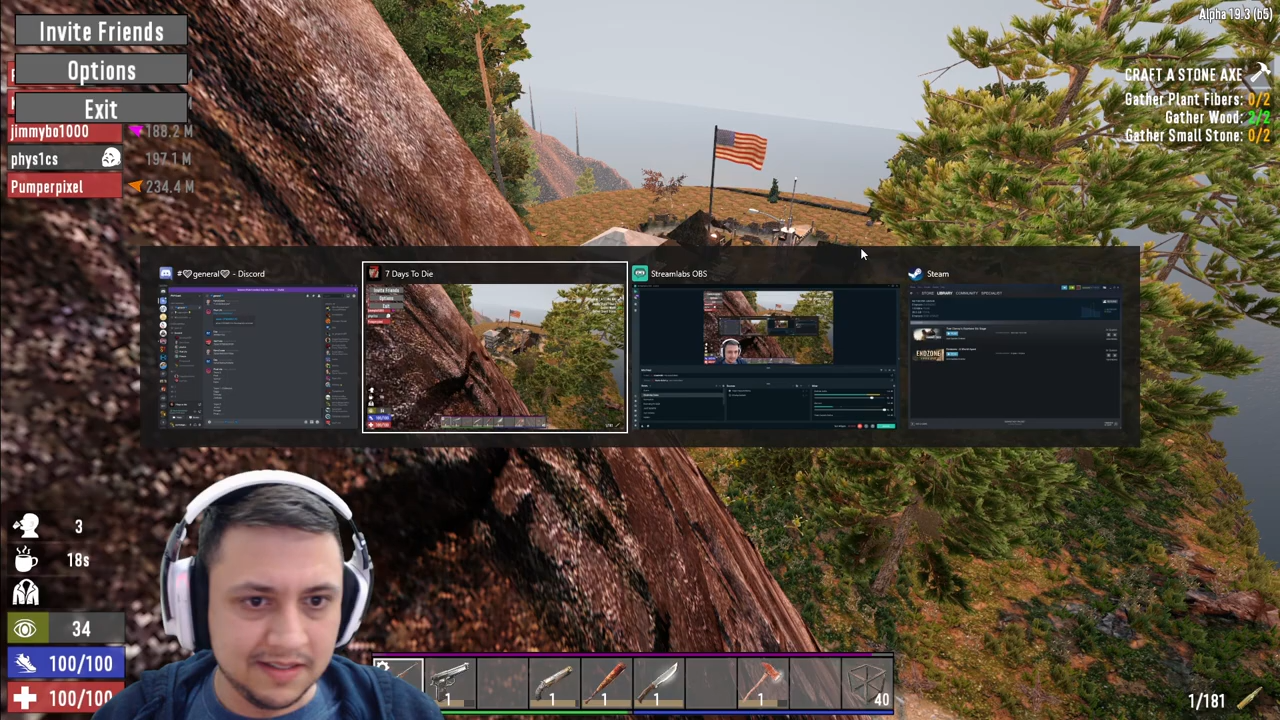 Invite Friends
Options
Exit
Alpha 19.3 (b5)
CRAFT A STONE AXE
Gather Plant Fibers: 0/2
Gather Wood: 2/2
Gather Small Stone: 0/2
jimmybo1000 188.2 M
phys1cs 197.1 M
Pumperpixel 234.4 M
#🤍general🤍 - Discord
7 Days To Die
Streamlabs OBS
Steam
3
18s
34
100/100
100/100
1
1
1
1
1
40
1/181